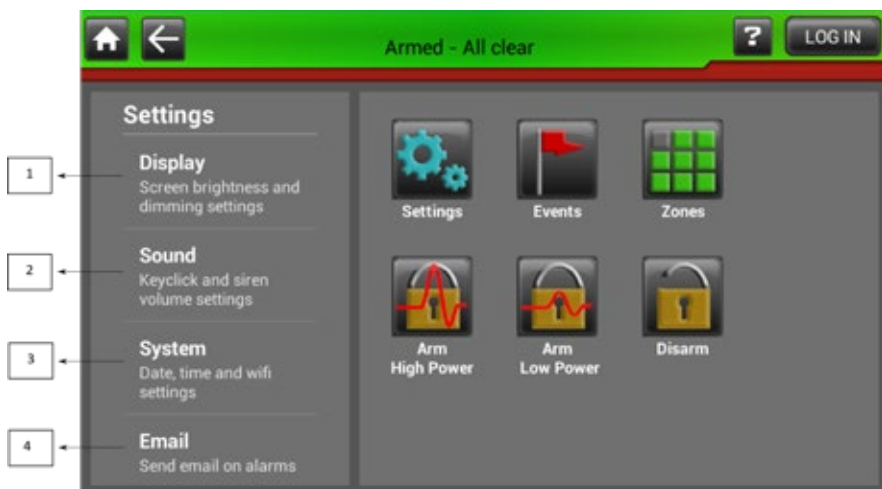 Armed - All clear
?
LOG IN
Settings
1
Display
Screen brightness and
dimming settings
2
Sound
Keyclick and siren
volume settings
3
System
Date, time and wifi
settings
4
Email
Send email on alarms
Settings
Events
Zones
Arm
High Power
Arm
Low Power
Disarm